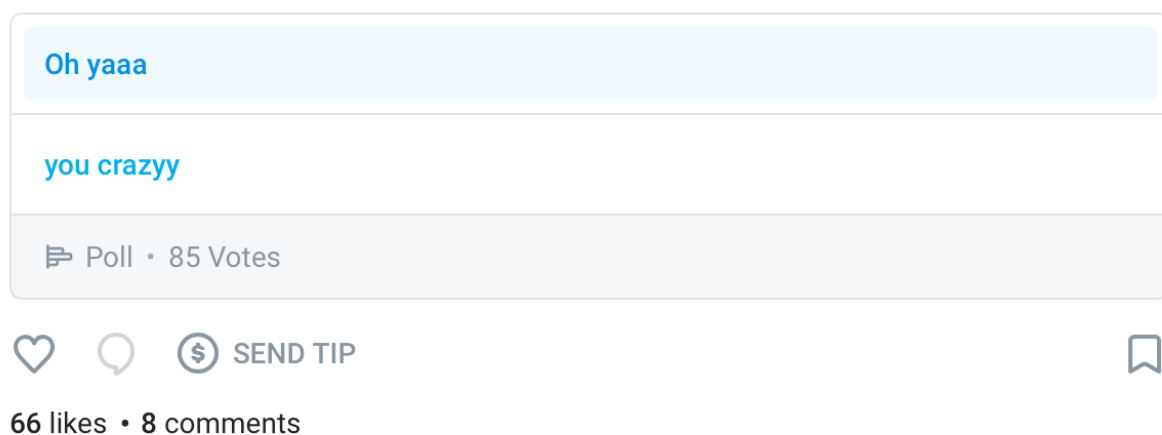 Oh yaaa
you crazyy
Poll • 85 Votes
SEND TIP
66 likes • 8 comments